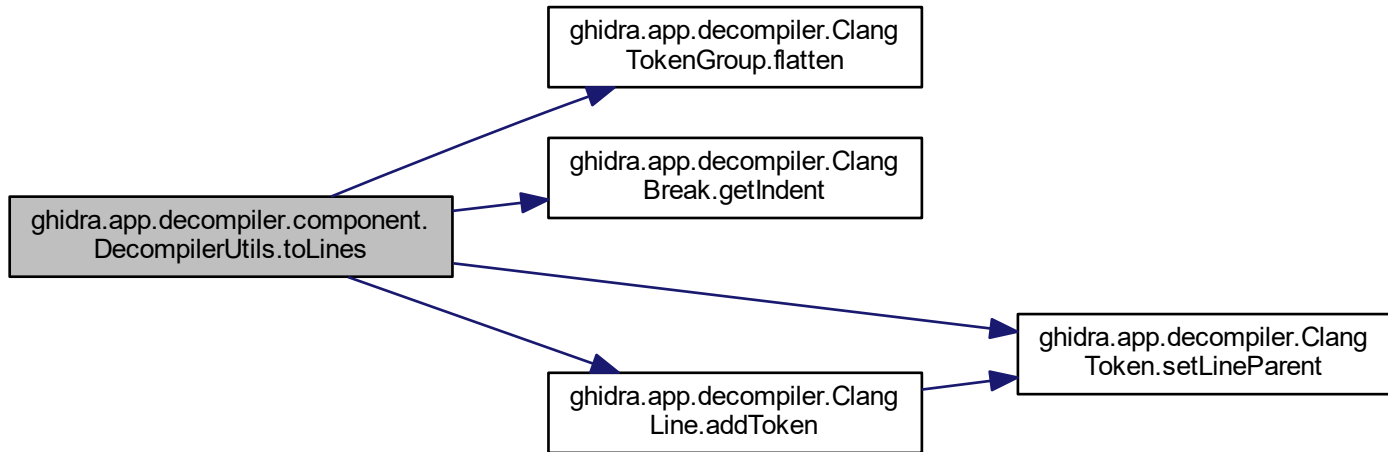 ghidra.app.decompiler.Clang
TokenGroup.flatten
ghidra.app.decompiler.Clang
Break.getIndent
ghidra.app.decompiler.component.
DecompilerUtils.toLines
ghidra.app.decompiler.Clang
Token.setLineParent
ghidra.app.decompiler.Clang
Line.addToken